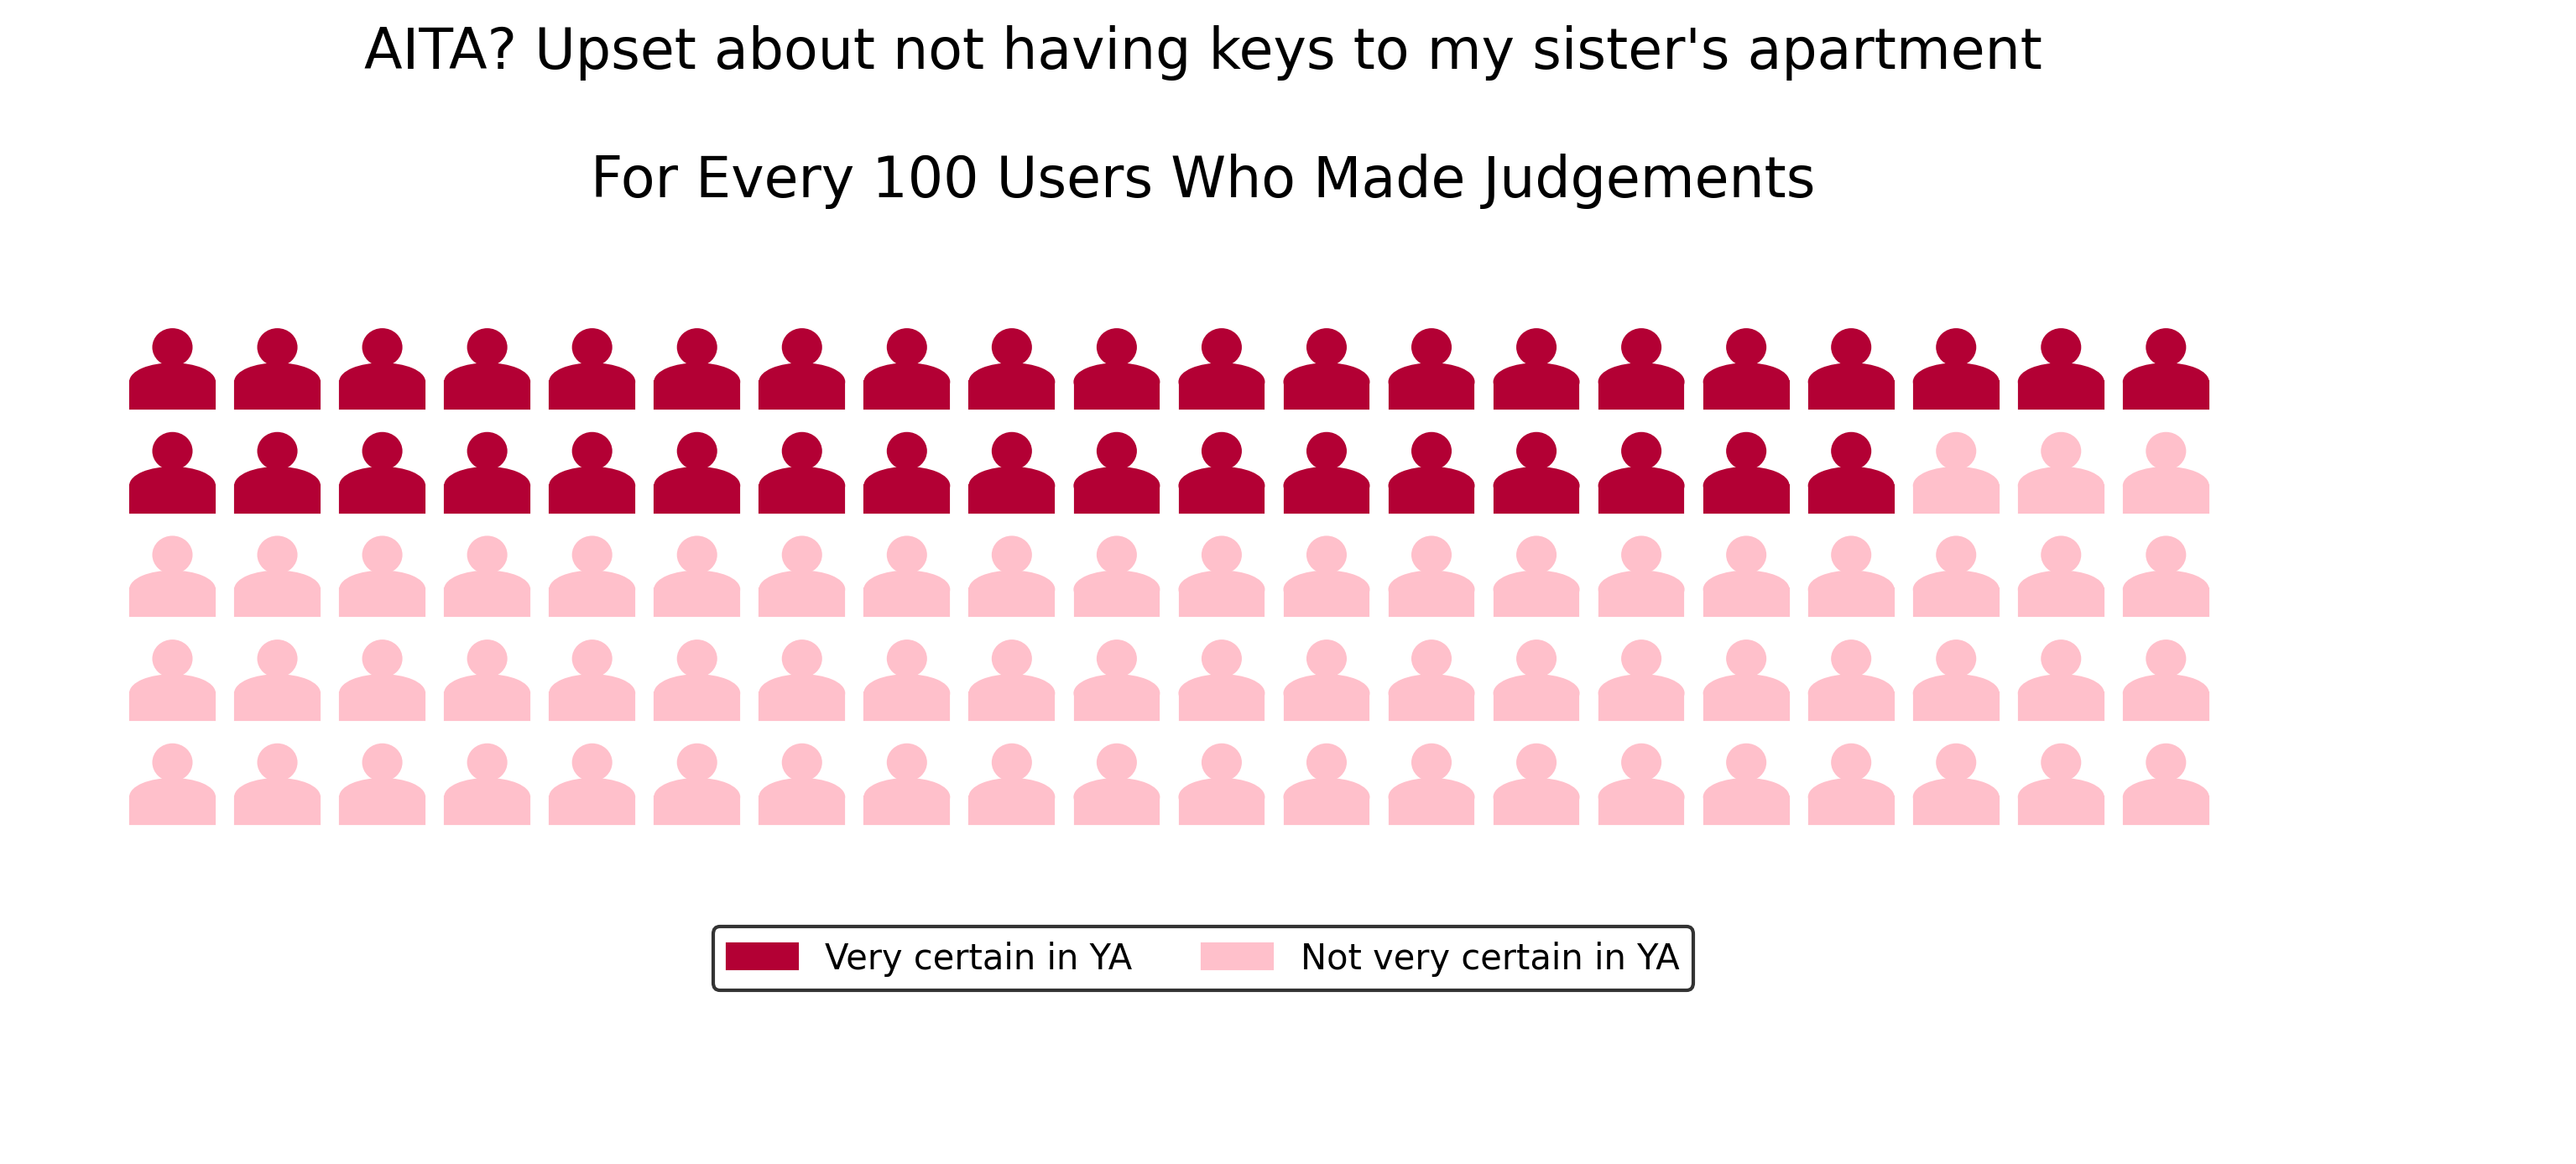 AITA? Upset about not having keys to my sister's apartment
For Every 100 Users Who Made Judgements
Very certain in YA
Not very certain in YA